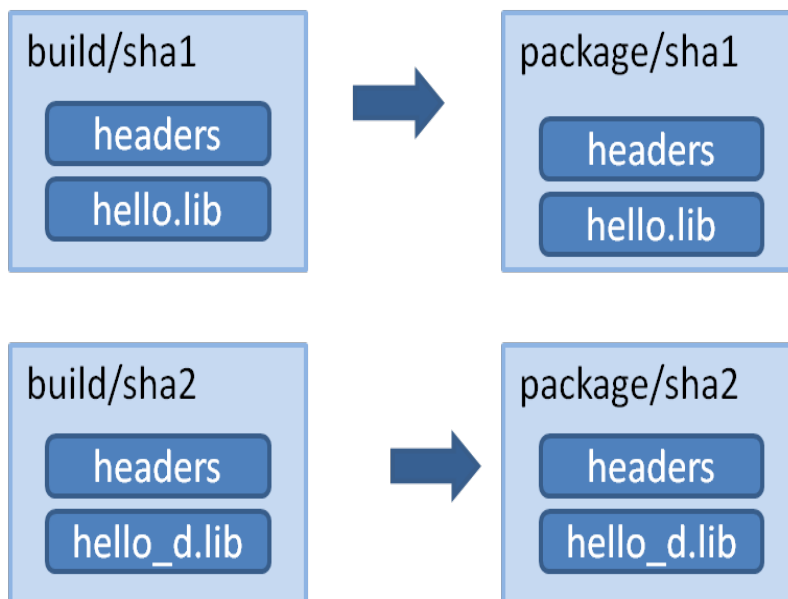 build/sha1
headers
hello.lib
package/sha1
headers
hello.lib
build/sha2
headers
hello_d.lib
package/sha2
headers
hello_d.lib